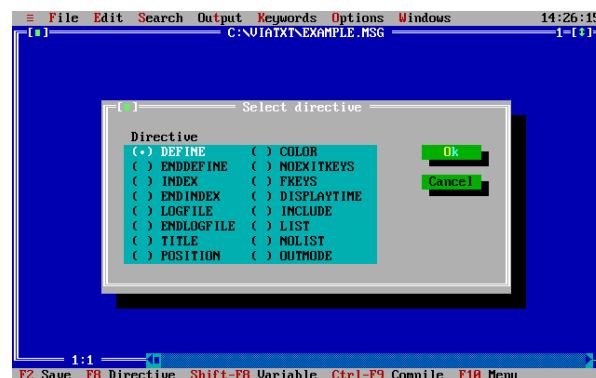 ≡ File Edit Search Output Keywords Options Windows 14:26:15
C:\VIATXT\EXAMPLE.MSG 1=[↕]
Select directive
Directive
(•) DEFINE ( ) COLOR
( ) ENDDEFINE ( ) NOEXITKEYS
( ) INDEX ( ) FKEYS
( ) ENDINDEX ( ) DISPLAYTIME
( ) LOGFILE ( ) INCLUDE
( ) ENDLOGFILE ( ) LIST
( ) TITLE ( ) NOLIST
( ) POSITION ( ) OUTMODE
Ok
Cancel
1:1
F2 Save F8 Directive Shift-F8 Variable Ctrl-F9 Compile F10 Menu